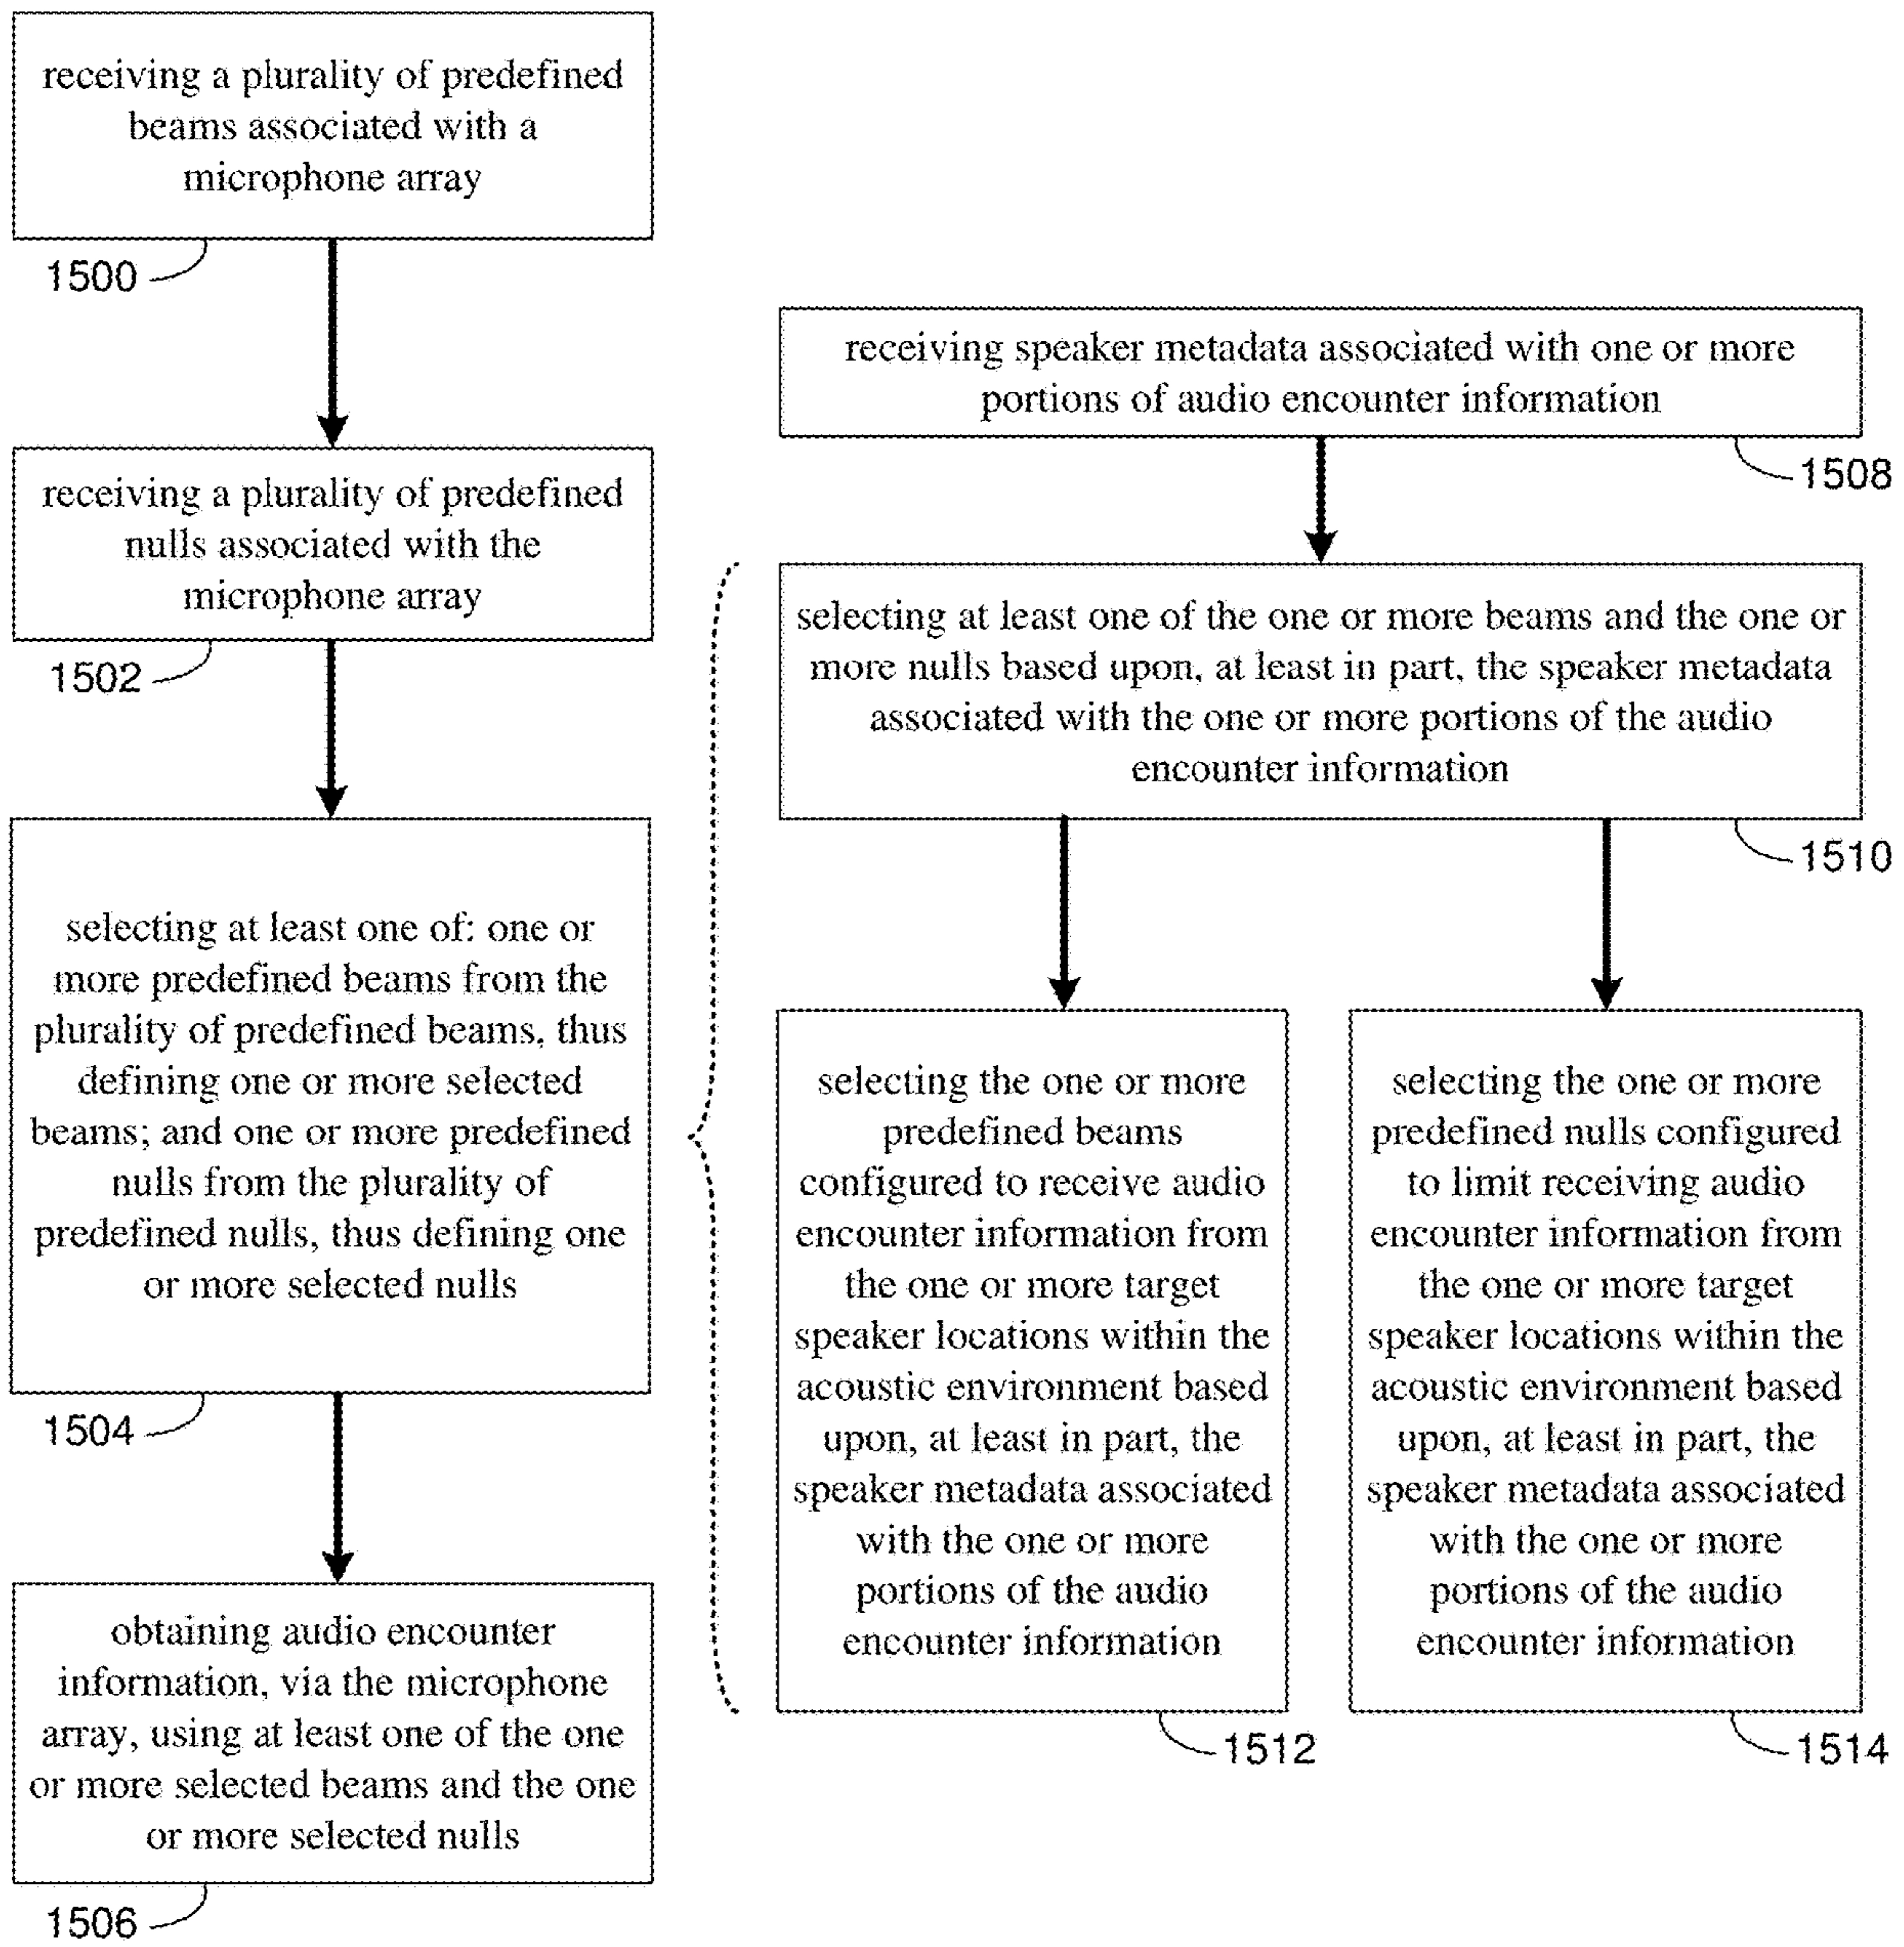 receiving a plurality of predefined
beams associated with a
microphone array
1500
receiving a plurality of predefined
nulls associated with the
microphone array
1502
selecting at least one of: one or
more predefined beams from the
plurality of predefined beams, thus
defining one or more selected
beams; and one or more predefined
nulls from the plurality of
predefined nulls, thus defining one
or more selected nulls
1504
obtaining audio encounter
information, via the microphone
array, using at least one of the one
or more selected beams and the one
or more selected nulls
1506
receiving speaker metadata associated with one or more
portions of audio encounter information
1508
selecting at least one of the one or more beams and the one or
more nulls based upon, at least in part, the speaker metadata
associated with the one or more portions of the audio
encounter information
1510
selecting the one or more
predefined beams
configured to receive audio
encounter information from
the one or more target
speaker locations within the
acoustic environment based
upon, at least in part, the
speaker metadata associated
with the one or more
portions of the audio
encounter information
1512
selecting the one or more
predefined nulls configured
to limit receiving audio
encounter information from
the one or more target
speaker locations within the
acoustic environment based
upon, at least in part, the
speaker metadata associated
with the one or more
portions of the audio
encounter information
1514